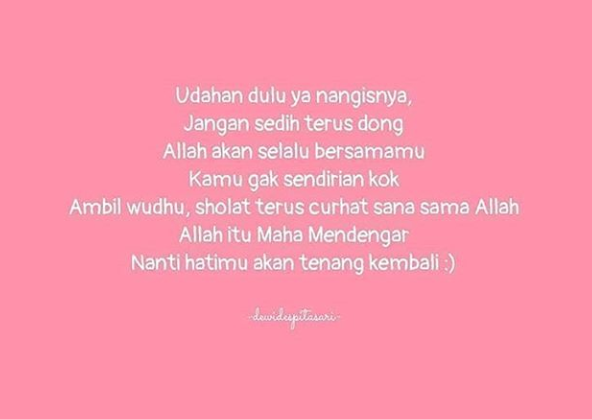 Udahan dulu ya nangisnya,
Jangan sedih terus dong
Allah akan selalu bersamamu
Kamu gak sendirian kok
Ambil wudhu, sholat terus curhat sana sama Allah
Allah itu Maha Mendengar
Nanti hatimu akan tenang kembali :)
-dewidespitasari-